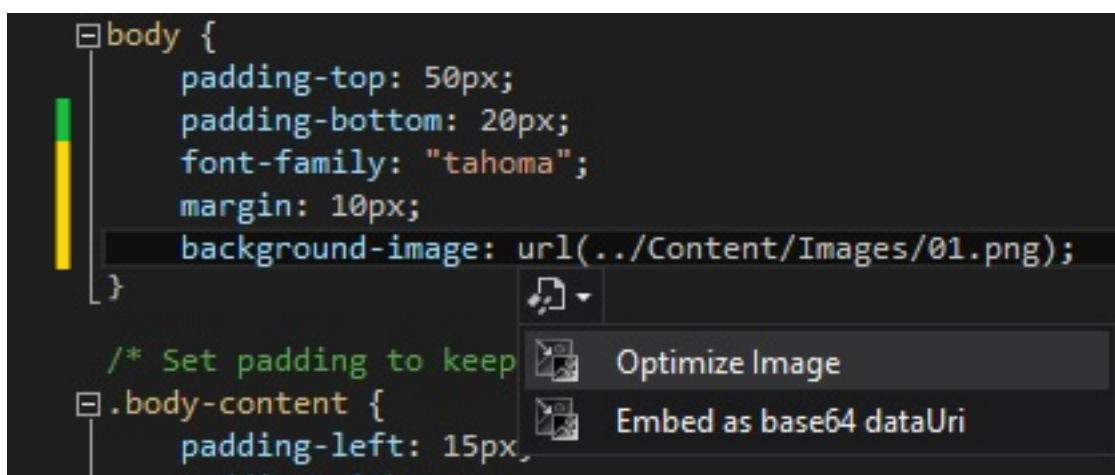 body {
padding-top: 50px;
padding-bottom: 20px;
font-family: "tahoma";
margin: 10px;
background-image: url(../Content/Images/01.png);
}
/* Set padding to keep
Optimize Image
.body-content {
Embed as base64 dataUri
padding-left: 15px